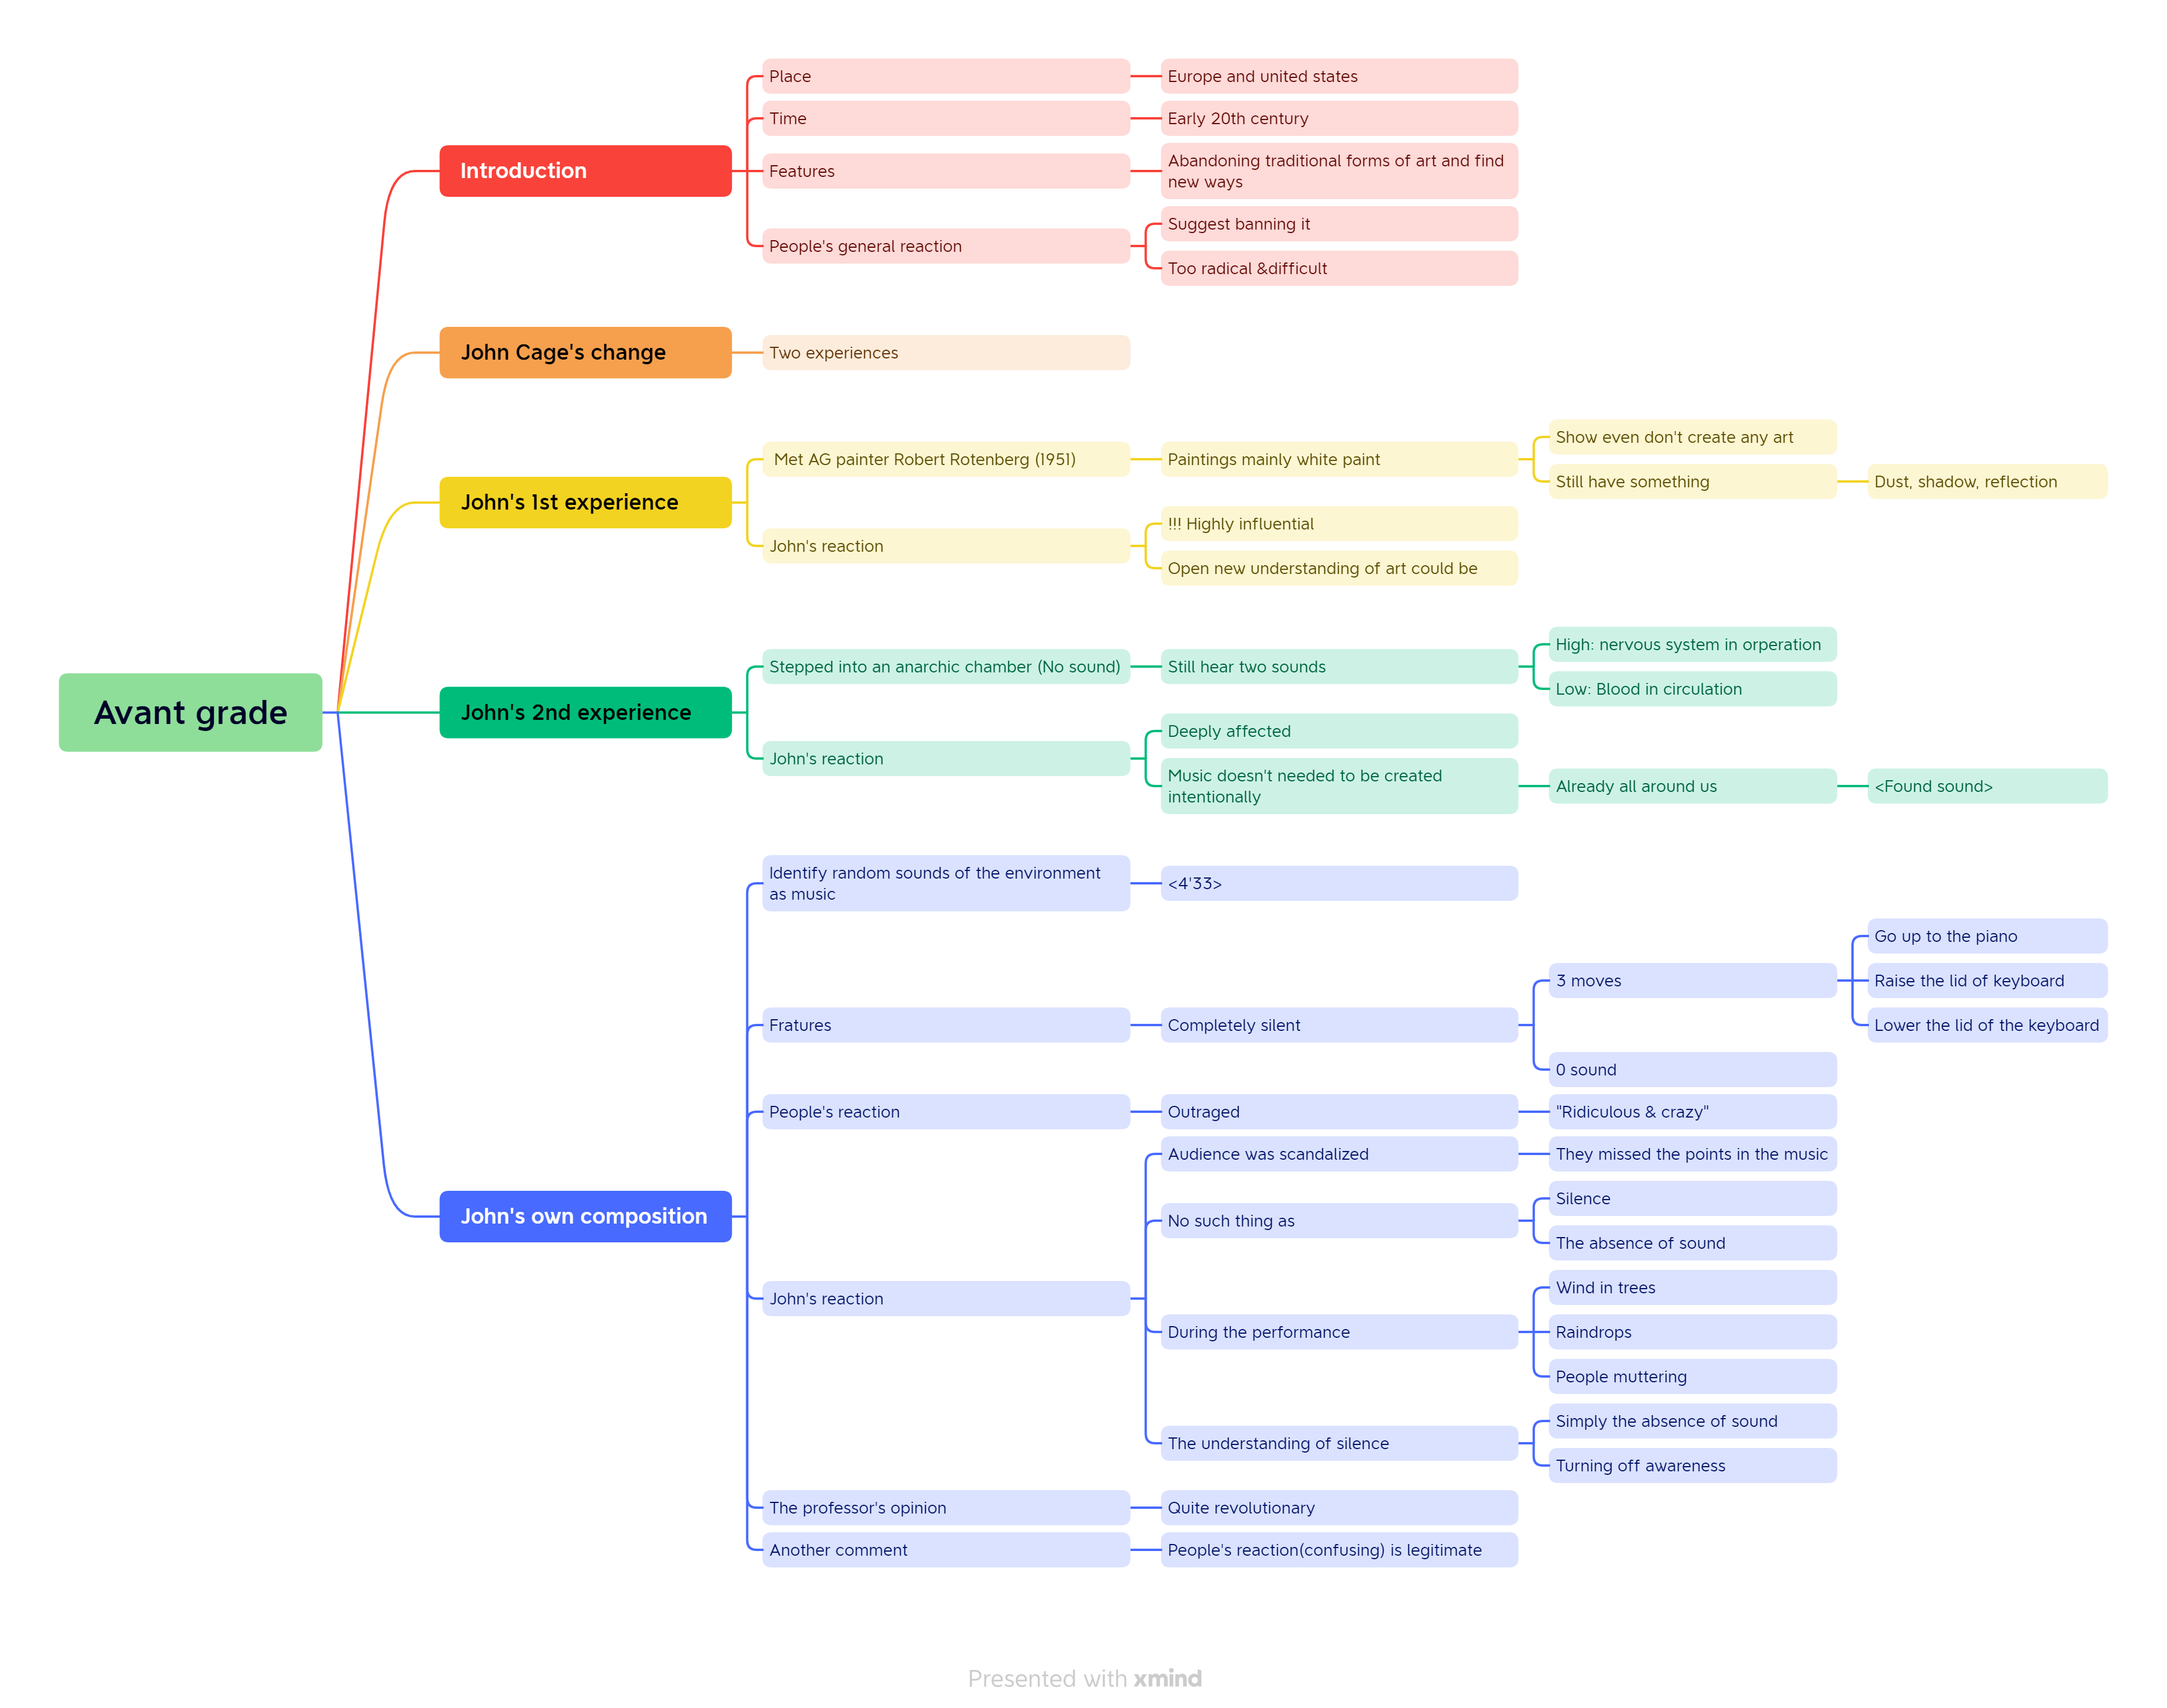 Avant grade
Introduction
Place
Europe and united states
Time
Early 20th century
Features
Abandoning traditional forms of art and find
new ways
People's general reaction
Suggest banning it
Too radical &difficult
John Cage's change
Two experiences
John's 1st experience
Met AG painter Robert Rotenberg (1951)
Paintings mainly white paint
Show even don't create any art
Still have something
Dust, shadow, reflection
John's reaction
!!! Highly influential
Open new understanding of art could be
John's 2nd experience
Stepped into an anarchic chamber (No sound)
Still hear two sounds
High: nervous system in orperation
Low: Blood in circulation
John's reaction
Deeply affected
Music doesn't needed to be created
intentionally
Already all around us
<Found sound>
John's own composition
Identify random sounds of the environment
as music
<4'33>
Fratures
Completely silent
3 moves
Go up to the piano
Raise the lid of keyboard
Lower the lid of the keyboard
0 sound
People's reaction
Outraged
"Ridiculous & crazy"
John's reaction
Audience was scandalized
They missed the points in the music
No such thing as
Silence
The absence of sound
During the performance
Wind in trees
Raindrops
People muttering
The understanding of silence
Simply the absence of sound
Turning off awareness
The professor's opinion
Quite revolutionary
Another comment
People's reaction(confusing) is legitimate
Presented with xmind